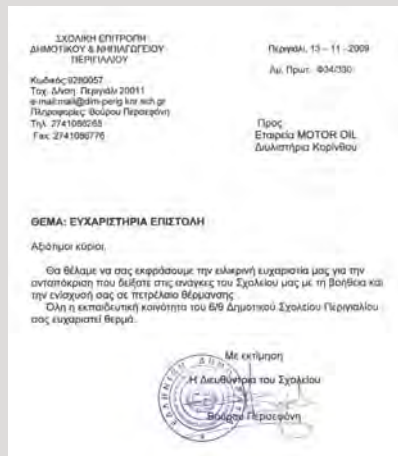 ΣΧΟΛΙΚΗ ΕΠΙΤΡΟΠΗ
ΔΗΜΟΤΙΚΟΥ & ΝΗΠΙΑΓΩΓΕΙΟΥ
ΠΕΡΙΓΙΑΛΙΟΥ
Κωδικός 9280057
Ταχ. Δ/νση: Περιγιάλι 20011
e-mail:mail@dim-perig.kor.sch.gr
Πληροφορίες: Βούρου Περσεφόνη
Τηλ. 2741086268
Fax: 2741086776
Περιγιάλι, 13 – 11 - 2009
Αρ. Πρωτ. Φ34/330
Προς
Εταιρεία MOTOR OIL
Διυλιστήρια Κορίνθου
ΘΕΜΑ: ΕΥΧΑΡΙΣΤΗΡΙΑ ΕΠΙΣΤΟΛΗ
Αξιότιμοι κύριοι,
Θα θέλαμε να σας εκφράσουμε την ειλικρινή ευχαριστία μας για την
ανταπόκριση που δείξατε στις ανάγκες του Σχολείου μας με τη βοήθεια και
την ενίσχυσή σας σε πετρέλαιο θέρμανσης.
Όλη η εκπαιδευτική κοινότητα του 6/θ Δημοτικού Σχολείου Περιγιαλίου
σας ευχαριστεί θερμά.
Με εκτίμηση
Η Διευθύντρια του Σχολείου
Βούρου Περσεφόνη
ΕΛΛΗΝΙΚΗ ΔΗΜΟΚΡΑΤΙΑ